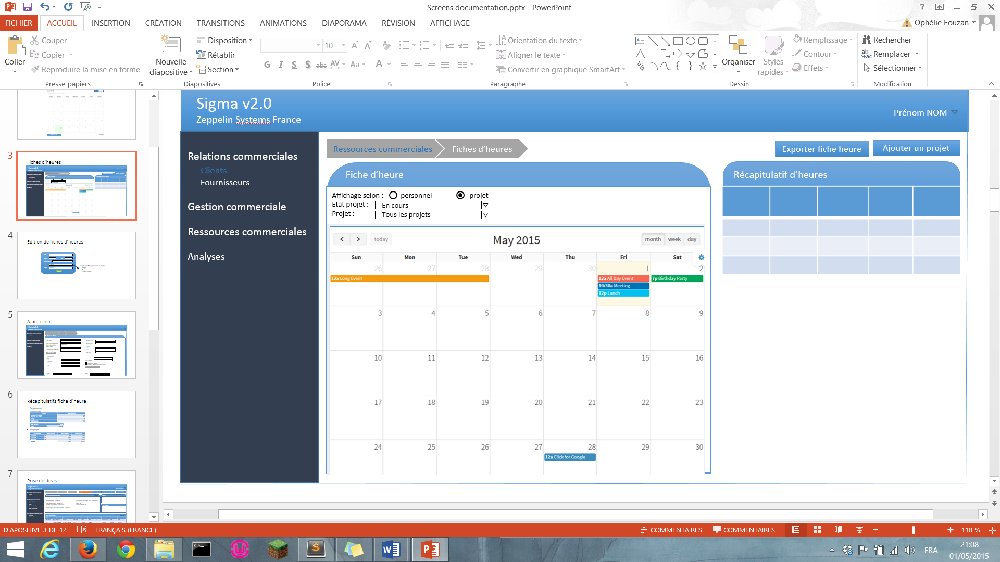 Screens documentation.pptx - PowerPoint
FICHIER ACCUEIL INSERTION CRÉATION TRANSITIONS ANIMATIONS DIAPORAMA RÉVISION AFFICHAGE
Ophélie Eouzan
Coller
Couper
Copier
Reproduire la mise en forme
Presse-papiers
Nouvelle
diapositive
Disposition
Rétablir
Section
Diapositives
10
G I S S abc AV Aa A
Police
Orientation du texte
Aligner le texte
Convertir en graphique SmartArt
Paragraphe
Organiser
Styles
rapides
Remplissage
Contour
Effets
Dessin
Rechercher
Remplacer
Sélectionner
Modification
3
Fiches d'heures
4
Edition de fiches d'heures
5
Ajout client
6
Récapitulatifs fiche d'heure
7
Prise de devis
Sigma v2.0
Zeppelin Systems France
Prénom NOM
Relations commerciales
Clients
Fournisseurs
Gestion commerciale
Ressources commerciales
Analyses
Ressources commerciales Fiches d'heures
Exporter fiche heure Ajouter un projet
Fiche d'heure
Affichage selon : personnel projet
Etat projet : En cours
Projet : Tous les projets
today May 2015 month week day
Sun Mon Tue Wed Thu Fri Sat
26 27 28 29 30 1 2
12a Long Event 12a All Day Event 7p Birthday Party
10:30a Meeting
12p Lunch
3 4 5 6 7 8 9
10 11 12 13 14 15 16
17 18 19 20 21 22 23
24 25 26 27 28 29 30
12a Click for Google
Récapitulatif d'heures
DIAPOSITIVE 3 DE 12 FRANÇAIS (FRANCE) COMMENTAIRES COMMENTAIRES 110 %
FRA
21:08
01/05/2015